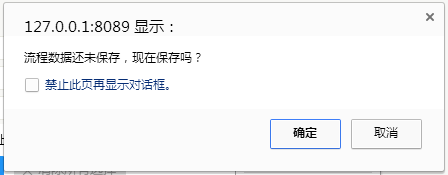 127.0.0.1:8089 显示：
流程数据还未保存，现在保存吗？
禁止此页再显示对话框。
确定
取消